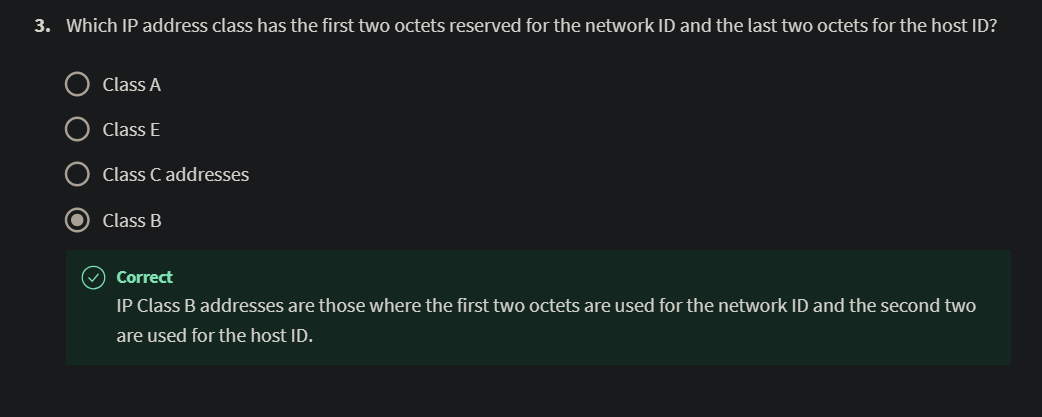 3. Which IP address class has the first two octets reserved for the network ID and the last two octets for the host ID?
Class A
Class E
Class C addresses
Class B
Correct
IP Class B addresses are those where the first two octets are used for the network ID and the second two
are used for the host ID.